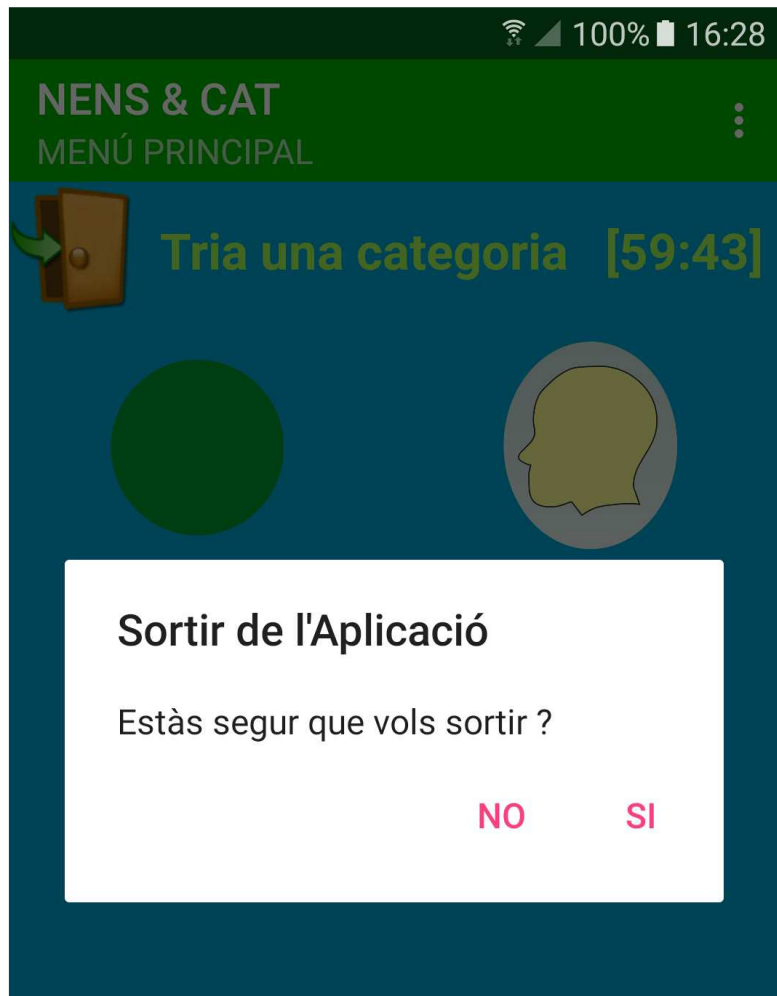 100% 16:28
NENS & CAT
MENÚ PRINCIPAL
Tria una categoria [59:43]
Sortir de l'Aplicació
Estàs segur que vols sortir ?
NO SI